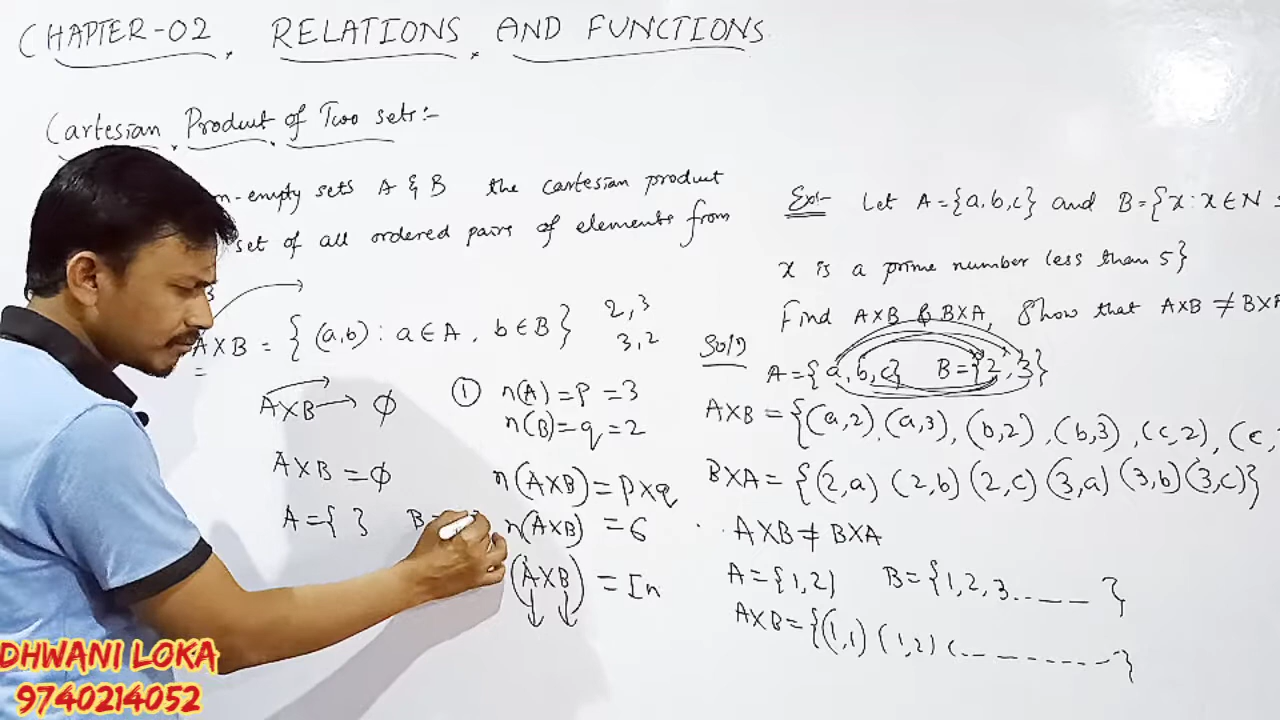 CHAPTER-02, RELATIONS AND FUNCTIONS
Cartesian Product of Two sets:-
n-empty sets A & B the cartesian product
set of all ordered pairs of elements from
A×B = { (a,b) : a ∈ A, b ∈ B }
2,3
3,2
A×B → ϕ
A×B = ϕ
A={ } B=
① n(A) = p = 3
n(B) = q = 2
n(A×B) = p×q
n(A×B) = 6
(A×B) = In
Ex:- Let A={a,b,c} and B={x : x ∈ N
x is a prime number less than 5}
Find A×B & B×A, Show that A×B ≠ B×A
Solⁿ
A={a,b,c} B={2,3}
A×B = {(a,2),(a,3),(b,2),(b,3),(c,2),(c,
B×A = {(2,a) (2,b) (2,c) (3,a) (3,b) (3,c)}
A×B ≠ B×A
A={1,2} B={1,2,3..---- }
A×B={(1,1) (1,2) (---------}
DHWANI LOKA
9740214052